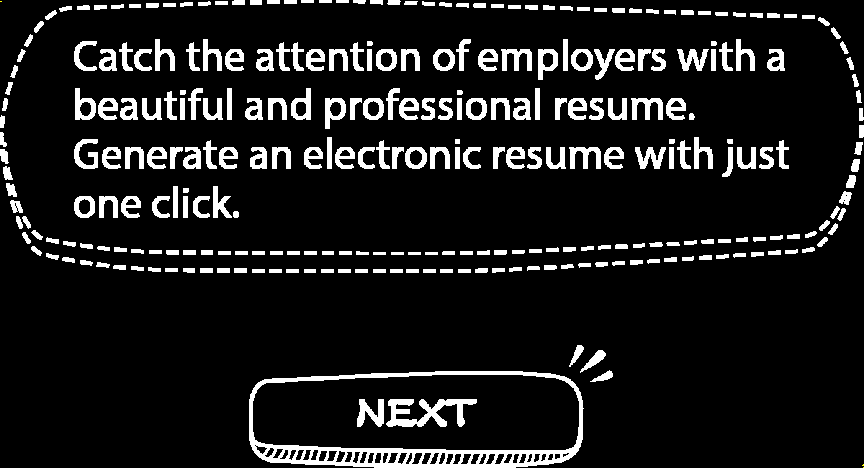 Catch the attention of employers with a
beautiful and professional resume.
Generate an electronic resume with just
one click.
NEXT